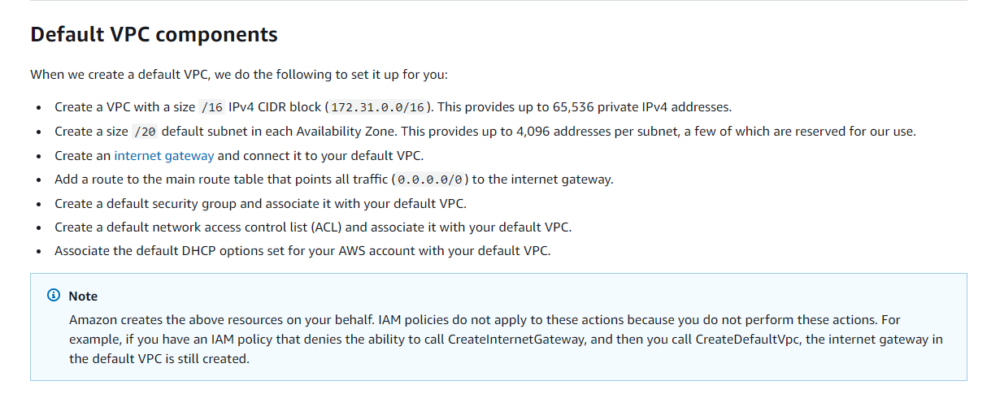 Default VPC components
When we create a default VPC, we do the following to set it up for you:
• Create a VPC with a size /16 IPv4 CIDR block (172.31.0.0/16). This provides up to 65,536 private IPv4 addresses.
• Create a size /20 default subnet in each Availability Zone. This provides up to 4,096 addresses per subnet, a few of which are reserved for our use.
• Create an internet gateway and connect it to your default VPC.
• Add a route to the main route table that points all traffic (0.0.0.0/0) to the internet gateway.
• Create a default security group and associate it with your default VPC.
• Create a default network access control list (ACL) and associate it with your default VPC.
• Associate the default DHCP options set for your AWS account with your default VPC.
Note
Amazon creates the above resources on your behalf. IAM policies do not apply to these actions because you do not perform these actions. For
example, if you have an IAM policy that denies the ability to call CreateInternetGateway, and then you call CreateDefaultVpc, the internet gateway in
the default VPC is still created.